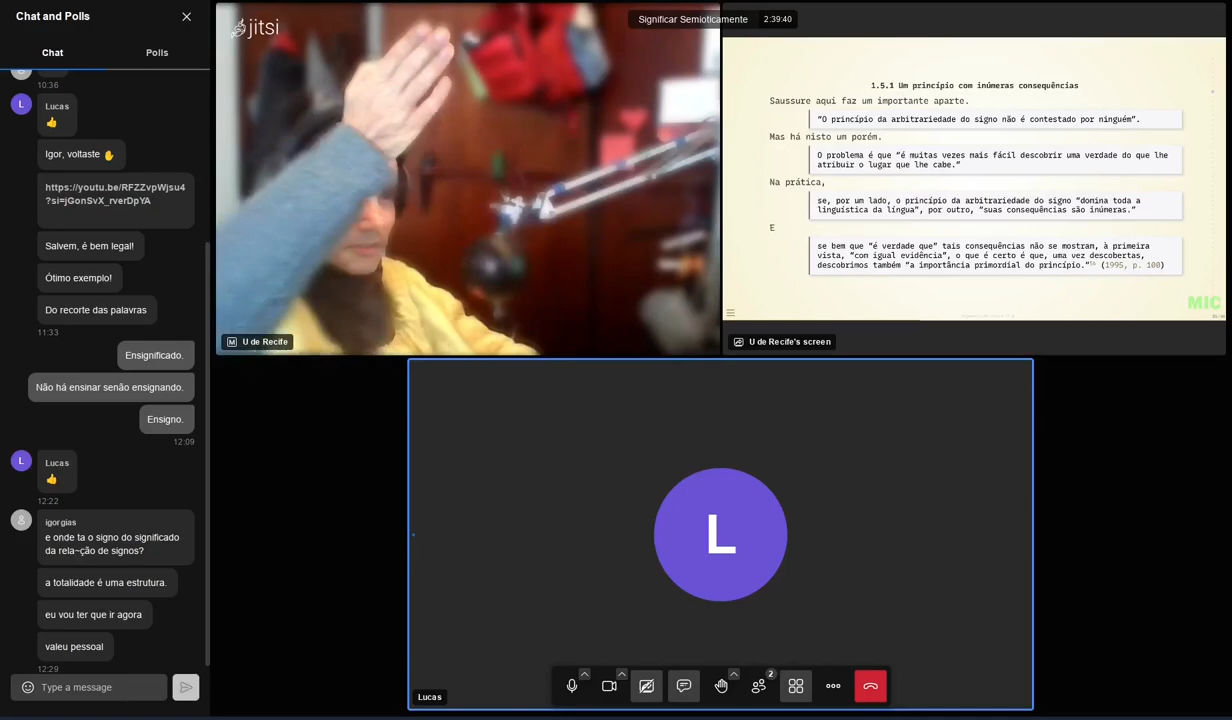 Chat and Polls
Chat
Polls
10:36
L
Lucas
👍
Igor, voltaste ✋
https://youtu.be/RFZZvpWjsu4
?si=jGonSvX_rverDpYA
Salvem, é bem legal!
Ótimo exemplo!
Do recorte das palavras
11:33
Ensignificado.
Não há ensinar senão ensignando.
Ensigno.
12:09
L
Lucas
👍
12:22
igorgias
e onde ta o signo do significado
da rela~ção de signos?
a totalidade é uma estrutura.
eu vou ter que ir agora
valeu pessoal
12:29
Type a message
jitsi
Significar Semioticamente
2:39:40
M
U de Recife
1.5.1 Um princípio com inúmeras consequências
Saussure aqui faz um importante aparte.
“O princípio da arbitrariedade do signo não é contestado por ninguém”.
Mas há nisto um porém.
O problema é que “é muitas vezes mais fácil descobrir uma verdade do que lhe
atribuir o lugar que lhe cabe.”
Na prática,
se, por um lado, o princípio da arbitrariedade do signo “domina toda a
linguística da língua”, por outro, “suas consequências são inúmeras.”
E
se bem que “é verdade que” tais consequências não se mostram, à primeira
vista, “com igual evidência”, o que é certo é que, uma vez descobertas,
descobrimos também “a importância primordial do princípio.” (1995, p. 100)
MIC
U de Recife's screen
L
Lucas
2